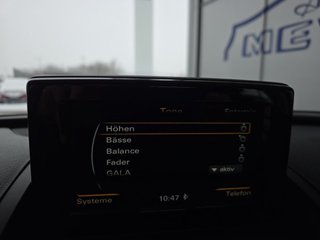 Höhen
Bässe
Balance
Fader
GALA
aktiv
Systeme
10:47
Telefon